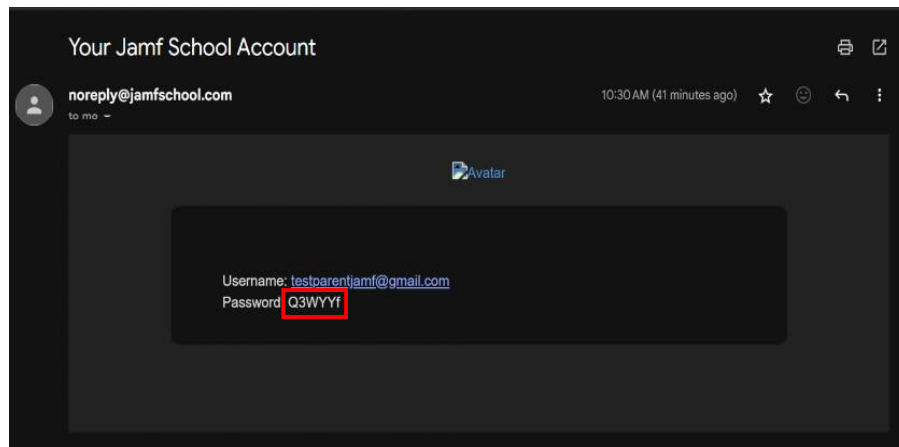 Your Jamf School Account
noreply@jamfschool.com 10:30 AM (41 minutes ago)
to mo
Avatar
Username: testparentjamf@gmail.com
Password: Q3WYYf